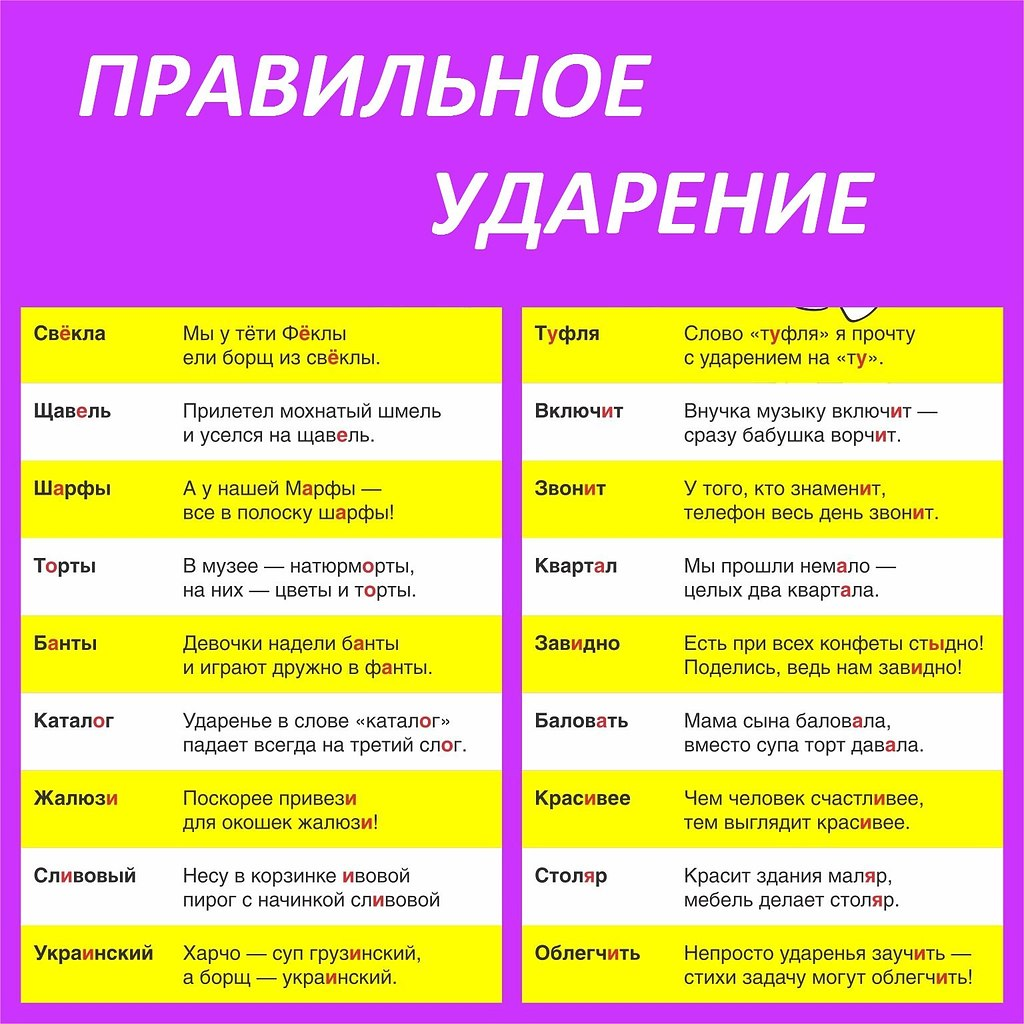 ПРАВИЛЬНОЕ
УДАРЕНИЕ
Свёкла
Мы у тёти Фёклы
ели борщ из свёклы.
Щавель
Прилетел мохнатый шмель
и уселся на щавель.
Шарфы
А у нашей Марфы —
все в полоску шарфы!
Торты
В музее — натюрморты,
на них — цветы и торты.
Банты
Девочки надели банты
и играют дружно в фанты.
Каталог
Ударенье в слове «каталог»
падает всегда на третий слог.
Жалюзи
Поскорее привези
для окошек жалюзи!
Сливовый
Несу в корзинке ивовой
пирог с начинкой сливовой
Украинский
Харчо — суп грузинский,
а борщ — украинский.
Туфля
Слово «туфля» я прочту
с ударением на «ту».
Включит
Внучка музыку включит —
сразу бабушка ворчит.
Звонит
У того, кто знаменит,
телефон весь день звонит.
Квартал
Мы прошли немало —
целых два квартала.
Завидно
Есть при всех конфеты стыдно!
Поделись, ведь нам завидно!
Баловать
Мама сына баловала,
вместо супа торт давала.
Красивее
Чем человек счастливее,
тем выглядит красивее.
Столяр
Красит здания маляр,
мебель делает столяр.
Облегчить
Непросто ударенья заучить —
стихи задачу могут облегчить!